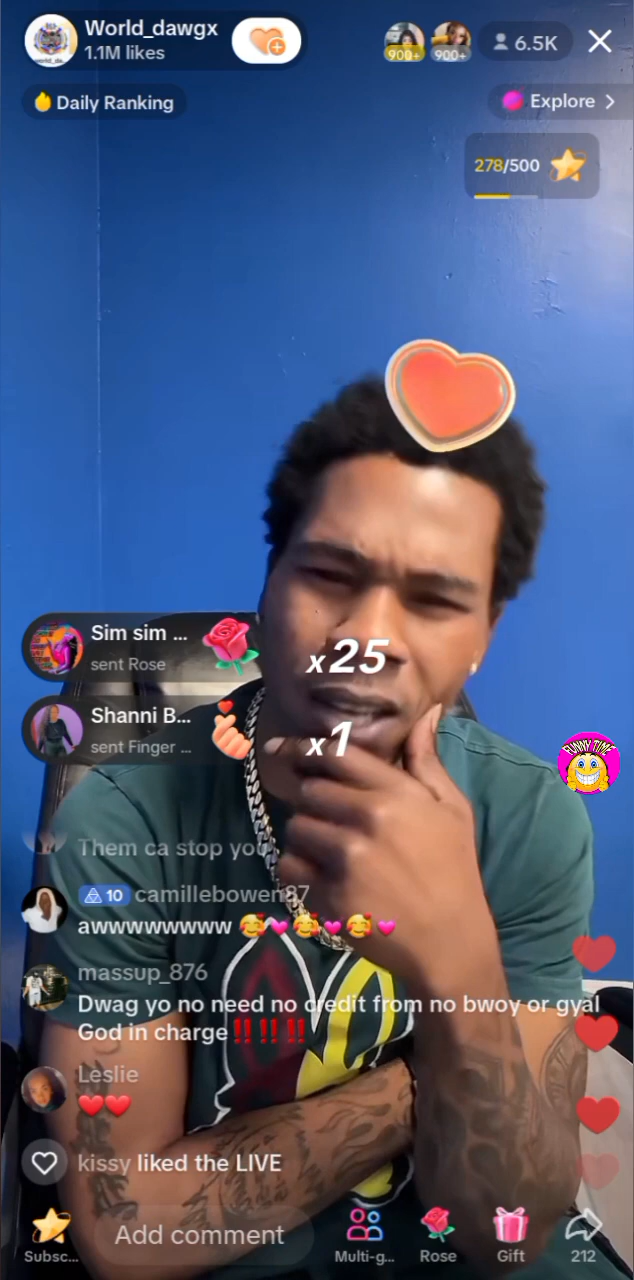 World_dawgx
1.1M likes
900+
900+
6.5K
Daily Ranking
Explore
278/500
Sim sim ...
sent Rose
x25
Shanni B...
sent Finger ...
x1
FUNNY TIME
Them ca stop you
10 camillebowen87
awwwwwwww 🥰💓🥰💓🥰💓
massup_876
Dwag yo no need no credit from no bwoy or gyal
God in charge‼️‼️‼️
Leslie
❤️❤️
kissy liked the LIVE
Subsc...
Add comment
Multi-g...
Rose
Gift
212